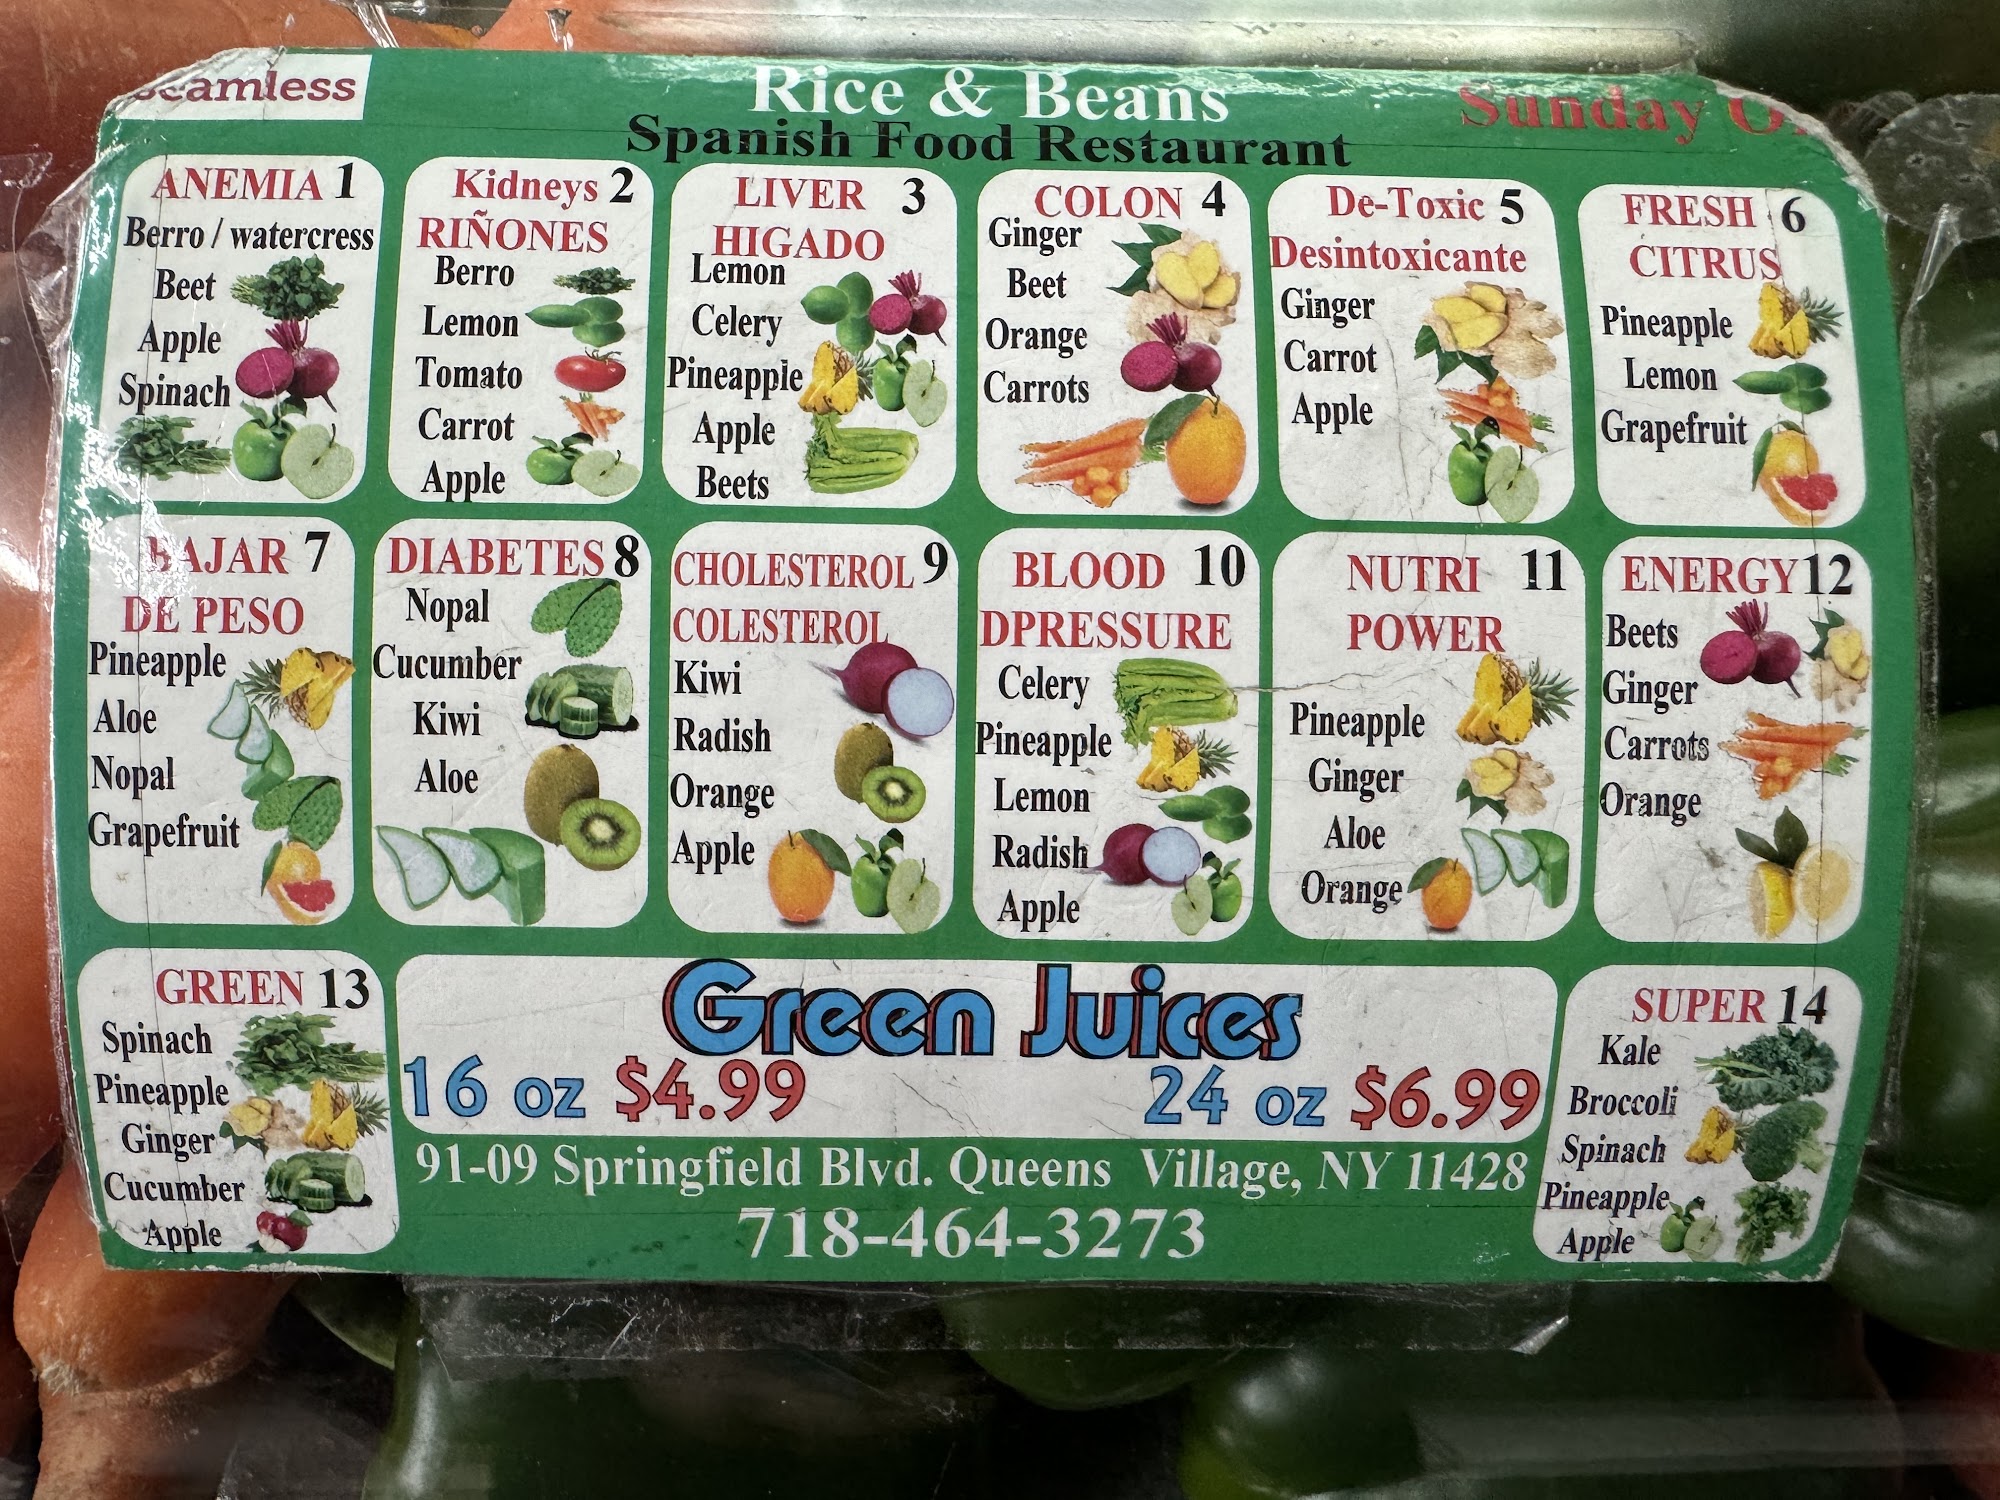 Rice & Beans
Sunday
Spanish Food Restaurant
ANEMIA 1
Berro / watercress
Beet
Apple
Spinach
Kidneys 2
RIÑONES
Berro
Lemon
Tomato
Carrot
Apple
LIVER 3
HIGADO
Lemon
Celery
Pineapple
Apple
Beets
COLON 4
Ginger
Beet
Orange
Carrots
De-Toxic 5
Desintoxicante
Ginger
Carrot
Apple
FRESH 6
CITRUS
Pineapple
Lemon
Grapefruit
BAJAR 7
DE PESO
Pineapple
Aloe
Nopal
Grapefruit
DIABETES 8
Nopal
Cucumber
Kiwi
Aloe
CHOLESTEROL 9
COLESTEROL
Kiwi
Radish
Orange
Apple
BLOOD 10
DPRESSURE
Celery
Pineapple
Lemon
Radish
Apple
NUTRI 11
POWER
Pineapple
Ginger
Aloe
Orange
ENERGY 12
Beets
Ginger
Carrots
Orange
GREEN 13
Spinach
Pineapple
Ginger
Cucumber
Apple
Green Juices
16 oz $4.99 24 oz $6.99
91-09 Springfield Blvd. Queens Village, NY 11428
718-464-3273
SUPER 14
Kale
Broccoli
Spinach
Pineapple
Apple